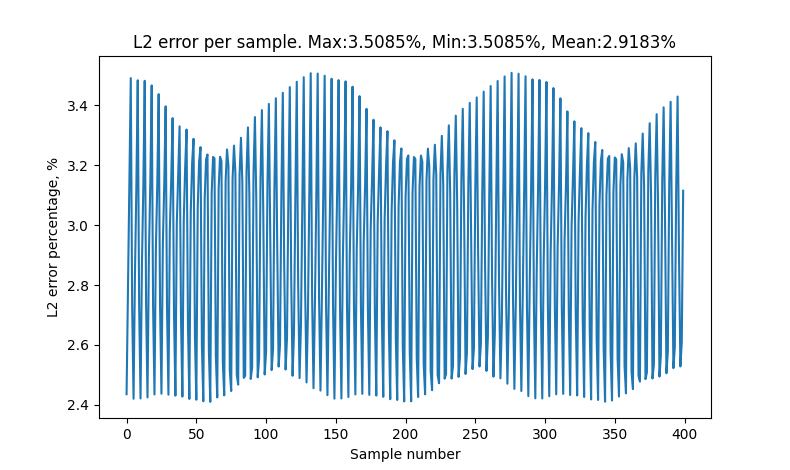 L2 error per sample. Max:3.5085%, Min:3.5085%, Mean:2.9183%
L2 error percentage, %
3.4
3.2
3.0
2.8
2.6
2.4
0 50 100 150 200 250 300 350 400
Sample number